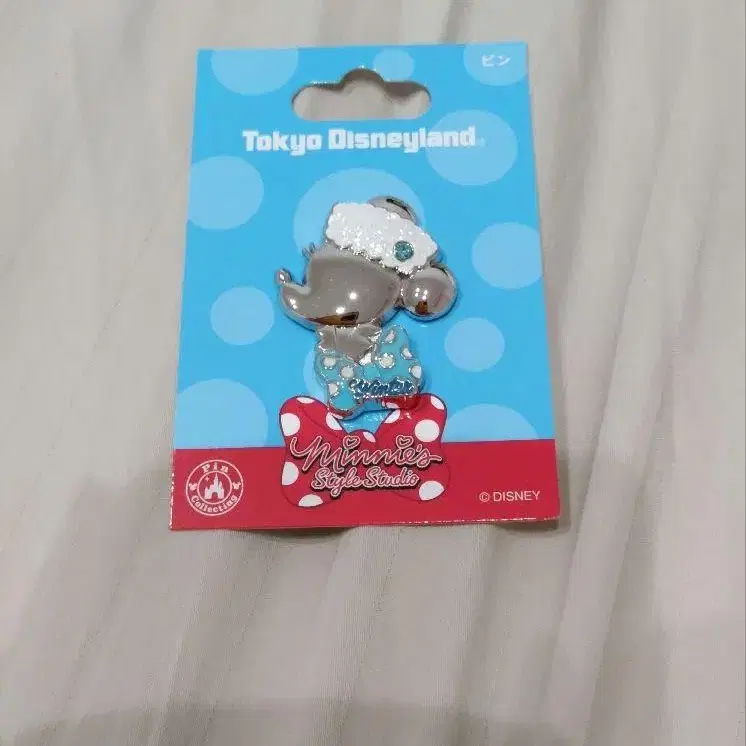 ピン
Tokyo Disneyland®
Winter
Minnie's
Style Studio
Pin
Collecting
© DISNEY